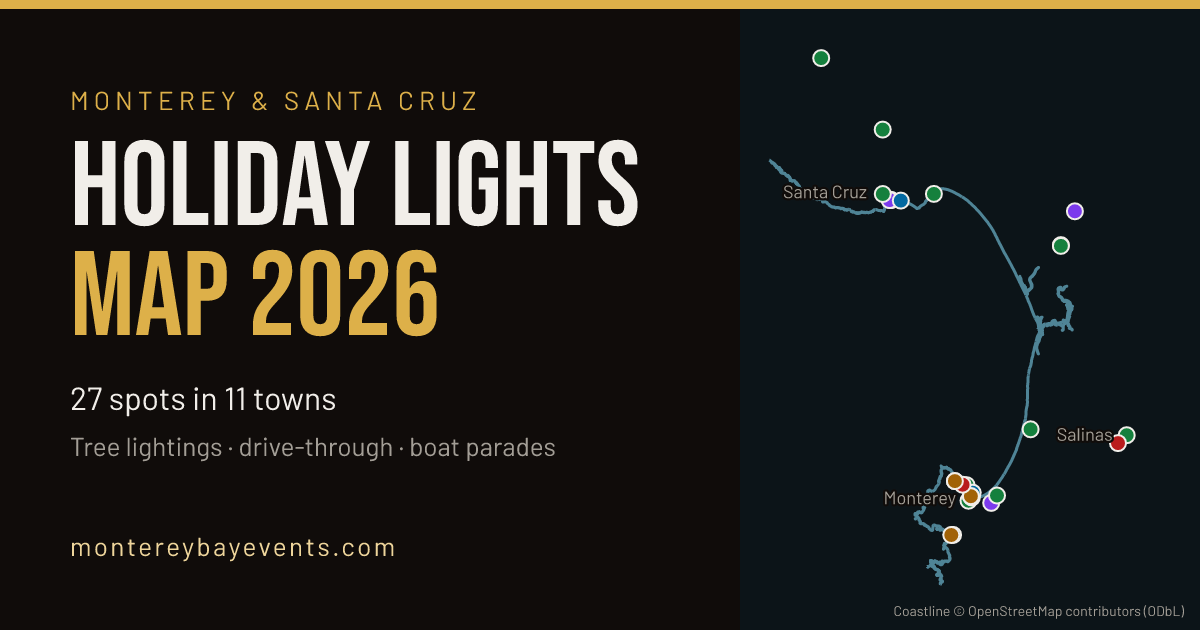 MONTEREY & SANTA CRUZ
HOLIDAY LIGHTS
MAP 2026
27 spots in 11 towns
Tree lightings · drive-through · boat parades
montereybayevents.com
Santa Cruz
Salinas
Monterey
Coastline © OpenStreetMap contributors (ODbL)